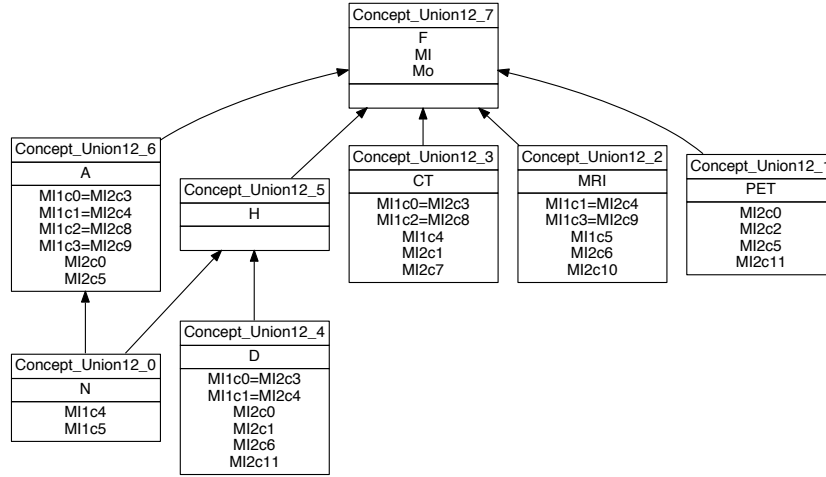 Concept_Union12_7
F
MI
Mo
Concept_Union12_6
A
MI1c0=MI2c3
MI1c1=MI2c4
MI1c2=MI2c8
MI1c3=MI2c9
MI2c0
MI2c5
Concept_Union12_5
H
Concept_Union12_3
CT
MI1c0=MI2c3
MI1c2=MI2c8
MI1c4
MI2c1
MI2c7
Concept_Union12_2
MRI
MI1c1=MI2c4
MI1c3=MI2c9
MI1c5
MI2c6
MI2c10
Concept_Union12_1
PET
MI2c0
MI2c2
MI2c5
MI2c11
Concept_Union12_0
N
MI1c4
MI1c5
Concept_Union12_4
D
MI1c0=MI2c3
MI1c1=MI2c4
MI2c0
MI2c1
MI2c6
MI2c11